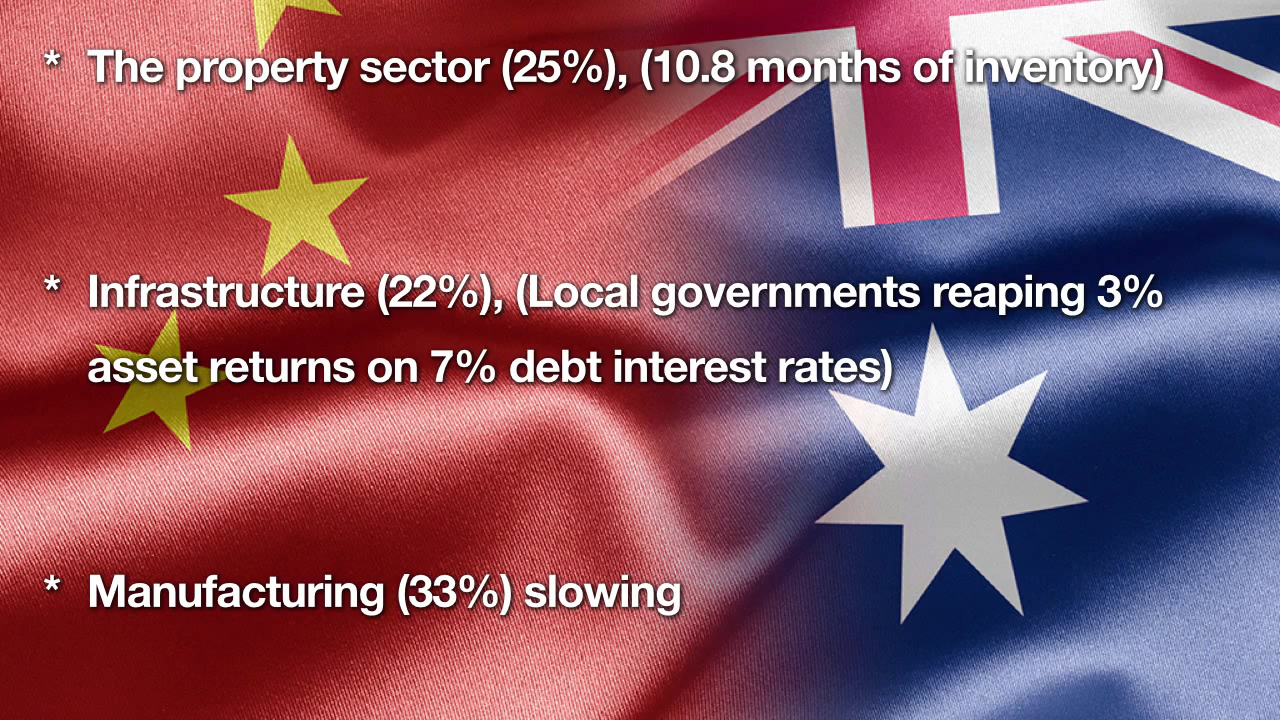 * The property sector (25%), (10.8 months of inventory)
* Infrastructure (22%), (Local governments reaping 3%
asset returns on 7% debt interest rates)
* Manufacturing (33%) slowing